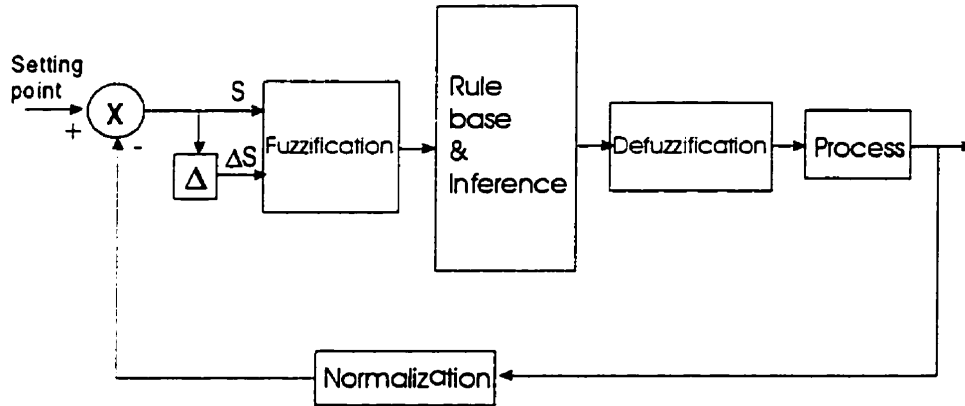 Setting
point
+
X
-
S
Δ
ΔS
Fuzzification
Rule
base
&
Inference
Defuzzification
Process
Normalization